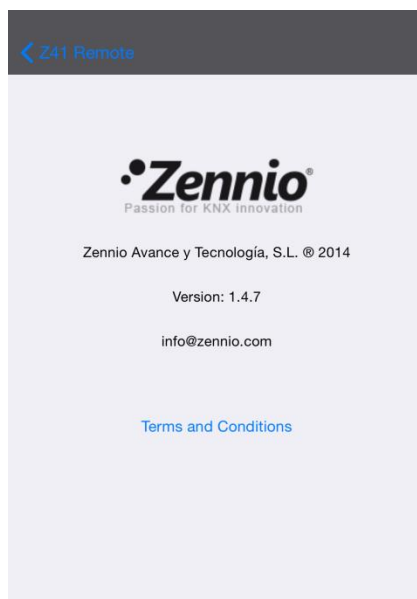 Z41 Remote
Zennio®
Passion for KNX innovation
Zennio Avance y Tecnología, S.L. ® 2014
Version: 1.4.7
info@zennio.com
Terms and Conditions